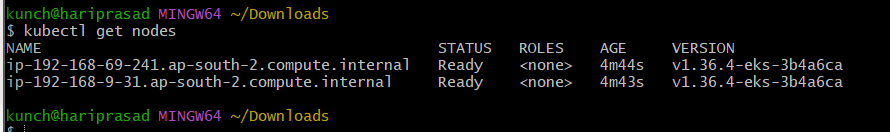 kunch@hariprasad MINGW64 ~/Downloads
$ kubectl get nodes
NAME STATUS ROLES AGE VERSION
ip-192-168-69-241.ap-south-2.compute.internal Ready <none> 4m44s v1.36.4-eks-3b4a6ca
ip-192-168-9-31.ap-south-2.compute.internal Ready <none> 4m43s v1.36.4-eks-3b4a6ca
kunch@hariprasad MINGW64 ~/Downloads
$